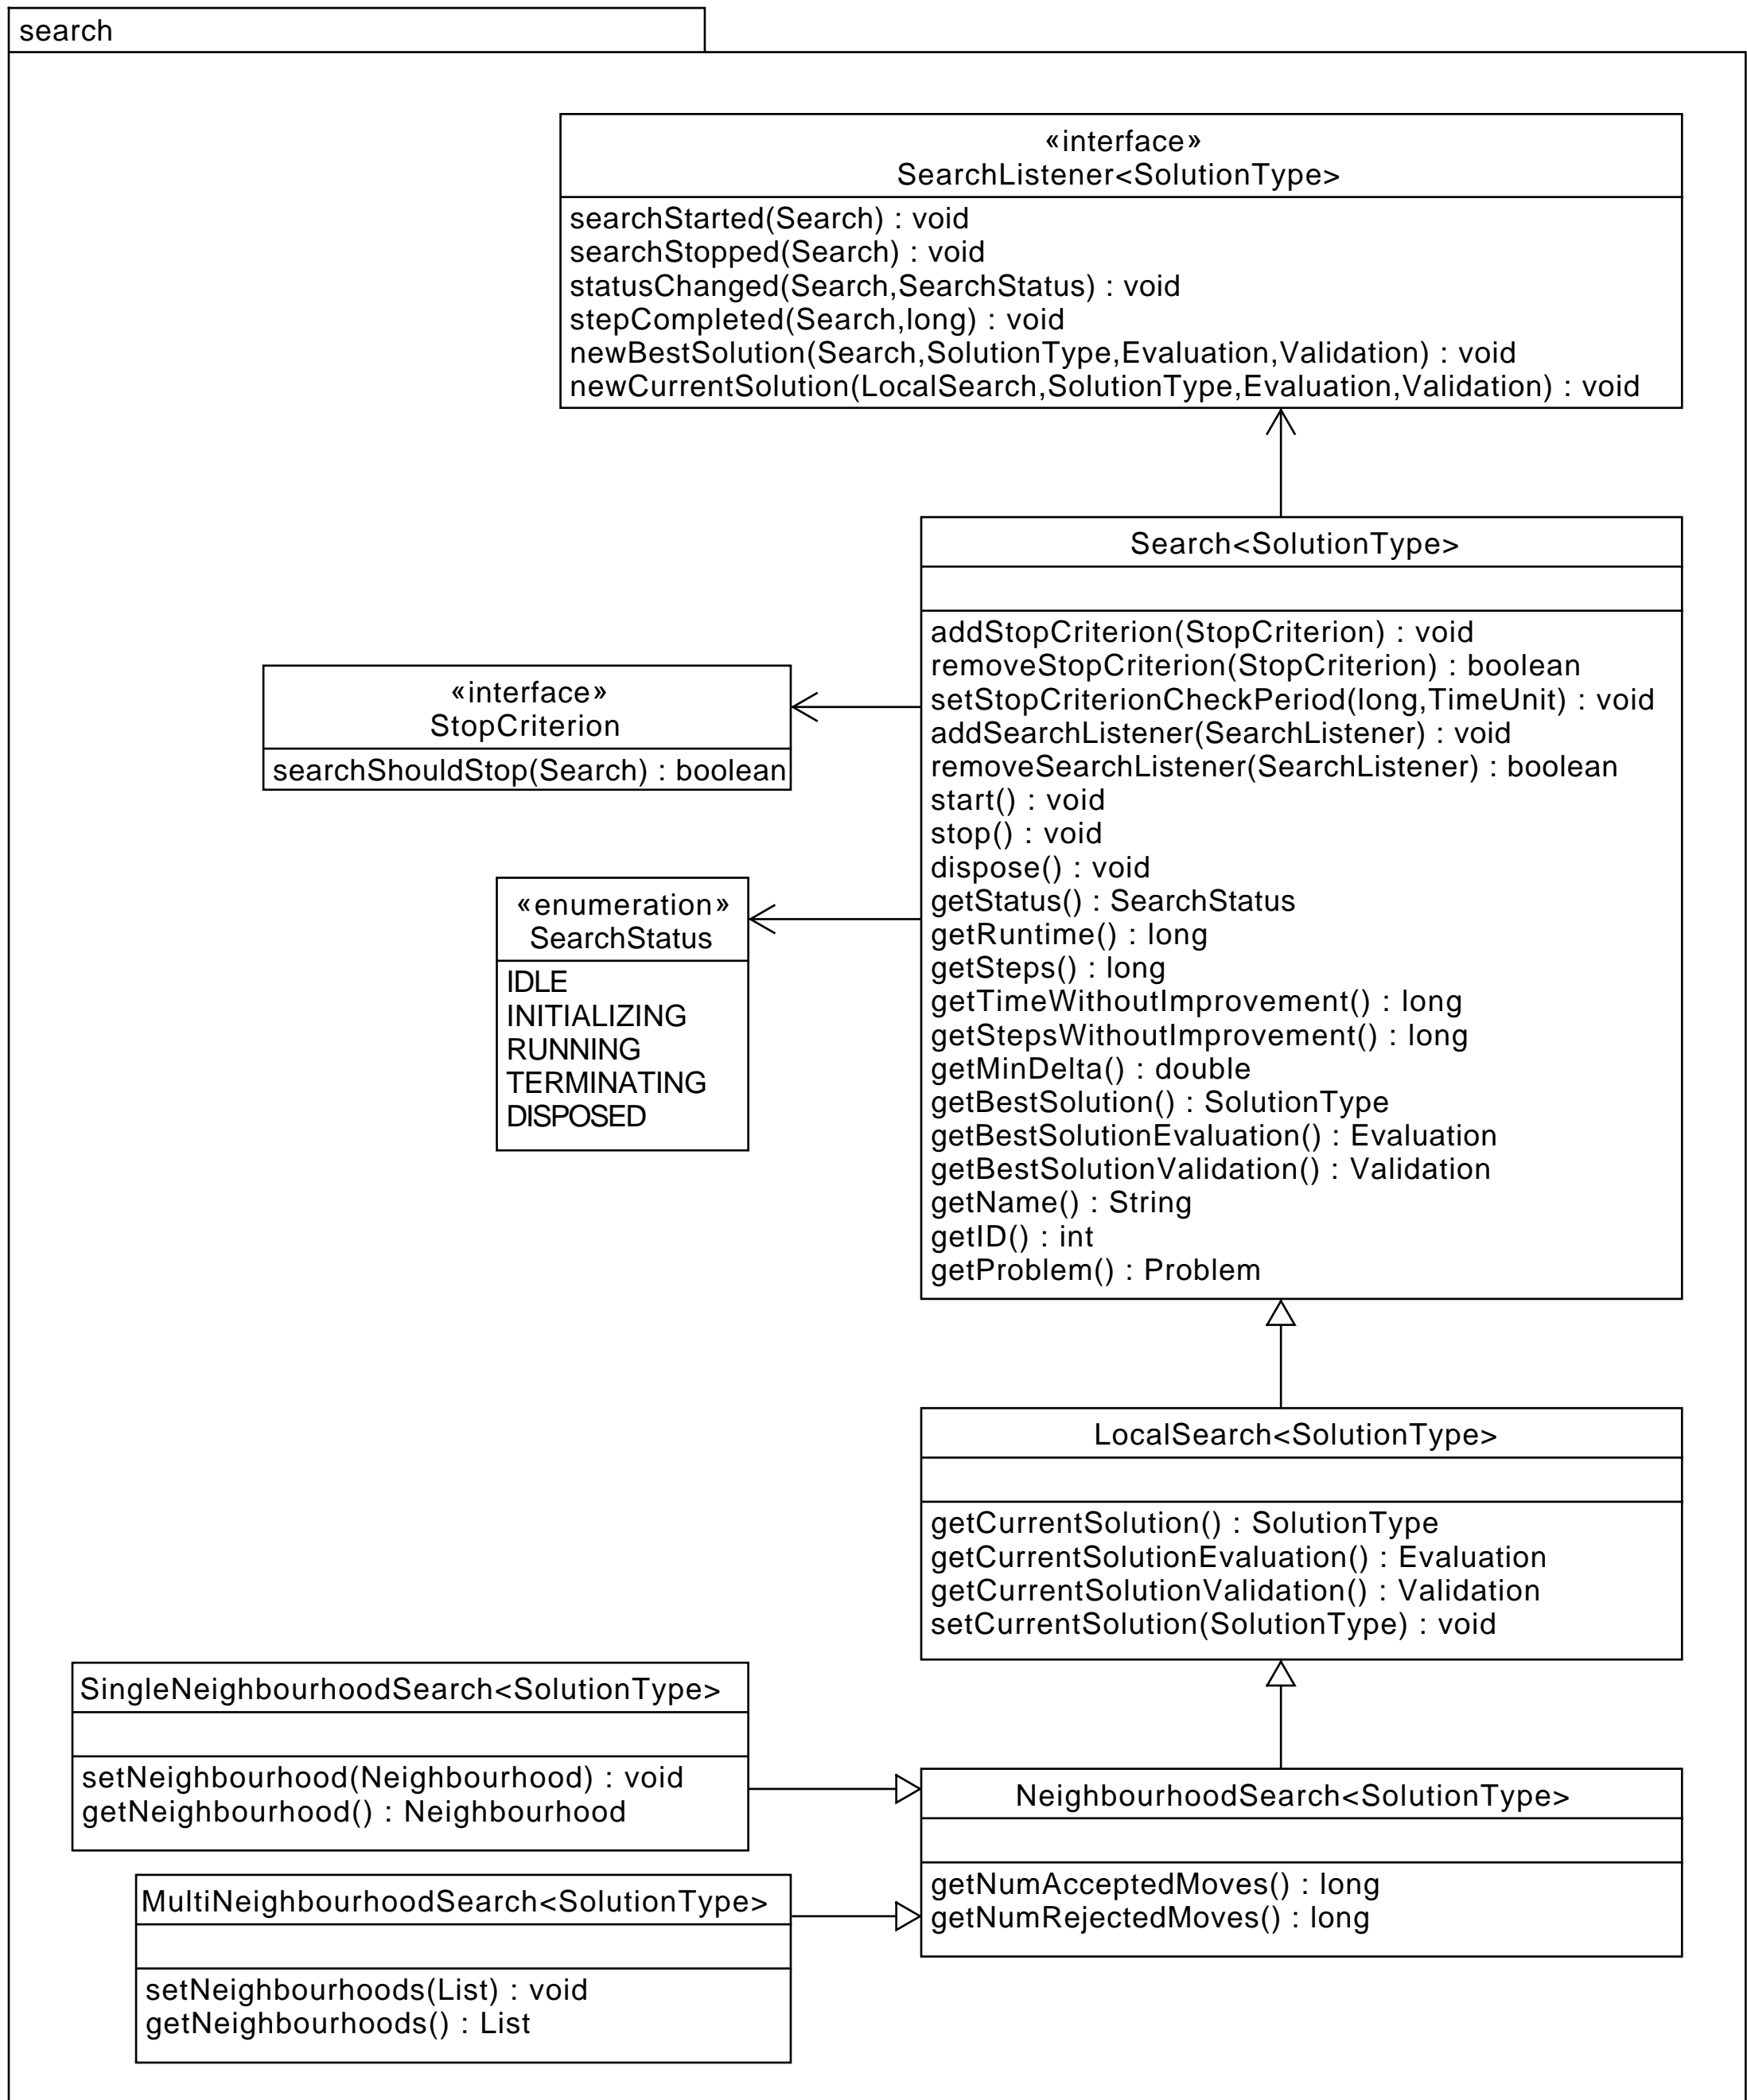 search
«interface»
SearchListener<SolutionType>
searchStarted(Search) : void
searchStopped(Search) : void
statusChanged(Search,SearchStatus) : void
stepCompleted(Search,long) : void
newBestSolution(Search,SolutionType,Evaluation,Validation) : void
newCurrentSolution(LocalSearch,SolutionType,Evaluation,Validation) : void
Search<SolutionType>
addStopCriterion(StopCriterion) : void
removeStopCriterion(StopCriterion) : boolean
setStopCriterionCheckPeriod(long,TimeUnit) : void
addSearchListener(SearchListener) : void
removeSearchListener(SearchListener) : boolean
start() : void
stop() : void
dispose() : void
getStatus() : SearchStatus
getRuntime() : long
getSteps() : long
getTimeWithoutImprovement() : long
getStepsWithoutImprovement() : long
getMinDelta() : double
getBestSolution() : SolutionType
getBestSolutionEvaluation() : Evaluation
getBestSolutionValidation() : Validation
getName() : String
getID() : int
getProblem() : Problem
«interface»
StopCriterion
searchShouldStop(Search) : boolean
«enumeration»
SearchStatus
IDLE
INITIALIZING
RUNNING
TERMINATING
DISPOSED
LocalSearch<SolutionType>
getCurrentSolution() : SolutionType
getCurrentSolutionEvaluation() : Evaluation
getCurrentSolutionValidation() : Validation
setCurrentSolution(SolutionType) : void
SingleNeighbourhoodSearch<SolutionType>
setNeighbourhood(Neighbourhood) : void
getNeighbourhood() : Neighbourhood
NeighbourhoodSearch<SolutionType>
getNumAcceptedMoves() : long
getNumRejectedMoves() : long
MultiNeighbourhoodSearch<SolutionType>
setNeighbourhoods(List) : void
getNeighbourhoods() : List